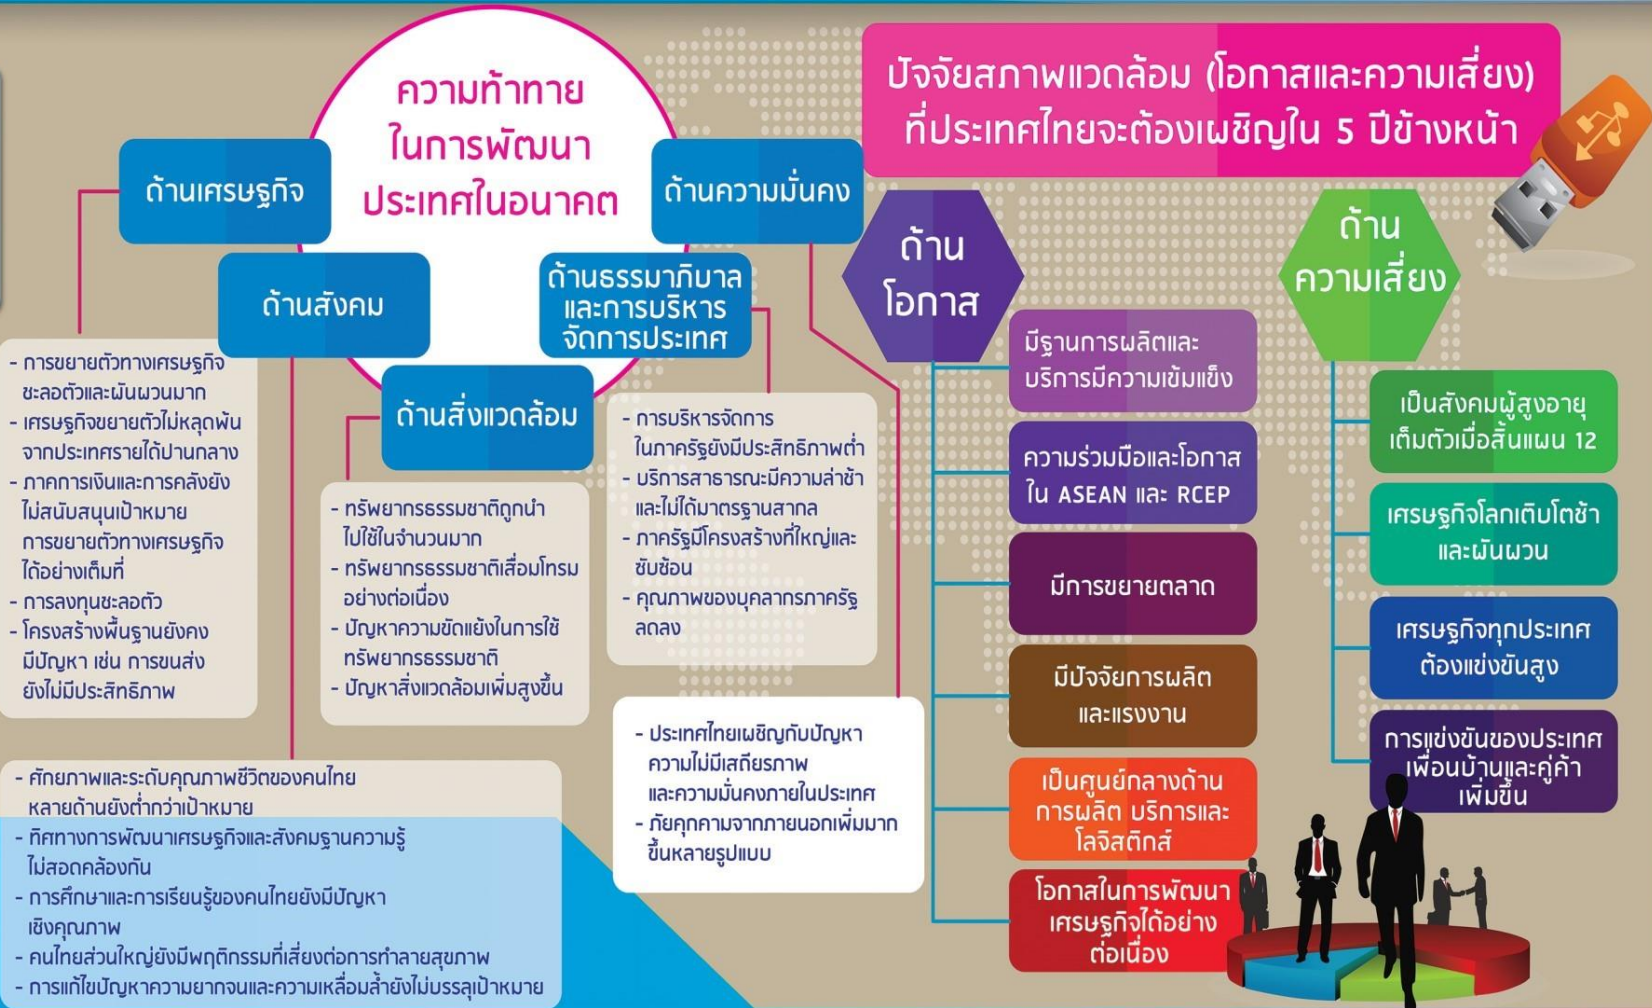 ความท้าทาย
ในการพัฒนา
ประเทศในอนาคต
ด้านเศรษฐกิจ
- การขยายตัวทางเศรษฐกิจ
ชะลอตัวและผันผวนมาก
- เศรษฐกิจขยายตัวไม่หลุดพ้น
จากประเทศรายได้ปานกลาง
- ภาคการเงินและการคลังยัง
ไม่สนับสนุนเป้าหมาย
การขยายตัวทางเศรษฐกิจ
ได้อย่างเต็มที่
- การลงทุนชะลอตัว
- โครงสร้างพื้นฐานยังคง
มีปัญหา เช่น การขนส่ง
ยังไม่มีประสิทธิภาพ
ด้านสังคม
- ศักยภาพและระดับคุณภาพชีวิตของคนไทย
หลายด้านยังต่ำกว่าเป้าหมาย
- ทิศทางการพัฒนาเศรษฐกิจและสังคมฐานความรู้
ไม่สอดคล้องกัน
- การศึกษาและการเรียนรู้ของคนไทยยังมีปัญหา
เชิงคุณภาพ
- คนไทยส่วนใหญ่ยังมีพฤติกรรมที่เสี่ยงต่อการทำลายสุขภาพ
- การแก้ไขปัญหาความยากจนและความเหลื่อมล้ำยังไม่บรรลุเป้าหมาย
ด้านสิ่งแวดล้อม
- ทรัพยากรธรรมชาติถูกนำ
ไปใช้ในจำนวนมาก
- ทรัพยากรธรรมชาติเสื่อมโทรม
อย่างต่อเนื่อง
- ปัญหาความขัดแย้งในการใช้
ทรัพยากรธรรมชาติ
- ปัญหาสิ่งแวดล้อมเพิ่มสูงขึ้น
ด้านธรรมาภิบาล
และการบริหาร
จัดการประเทศ
- การบริหารจัดการ
ในภาครัฐยังมีประสิทธิภาพต่ำ
- บริการสาธารณะมีความล่าช้า
และไม่ได้มาตรฐานสากล
- ภาครัฐมีโครงสร้างที่ใหญ่และ
ซับซ้อน
- คุณภาพของบุคลากรภาครัฐ
ลดลง
ด้านความมั่นคง
- ประเทศไทยเผชิญกับปัญหา
ความไม่มีเสถียรภาพ
และความมั่นคงภายในประเทศ
- ภัยคุกคามจากภายนอกเพิ่มมาก
ขึ้นหลายรูปแบบ
ปัจจัยสภาพแวดล้อม (โอกาสและความเสี่ยง)
ที่ประเทศไทยจะต้องเผชิญใน 5 ปีข้างหน้า
ด้าน
โอกาส
มีฐานการผลิตและ
บริการมีความเข้มแข็ง
ความร่วมมือและโอกาส
ใน ASEAN และ RCEP
มีการขยายตลาด
มีปัจจัยการผลิต
และแรงงาน
เป็นศูนย์กลางด้าน
การผลิต บริการและ
โลจิสติกส์
โอกาสในการพัฒนา
เศรษฐกิจได้อย่าง
ต่อเนื่อง
ด้าน
ความเสี่ยง
เป็นสังคมผู้สูงอายุ
เต็มตัวเมื่อสิ้นแผน 12
เศรษฐกิจโลกเติบโตช้า
และผันผวน
เศรษฐกิจทุกประเทศ
ต้องแข่งขันสูง
การแข่งขันของประเทศ
เพื่อนบ้านและคู่ค้า
เพิ่มขึ้น